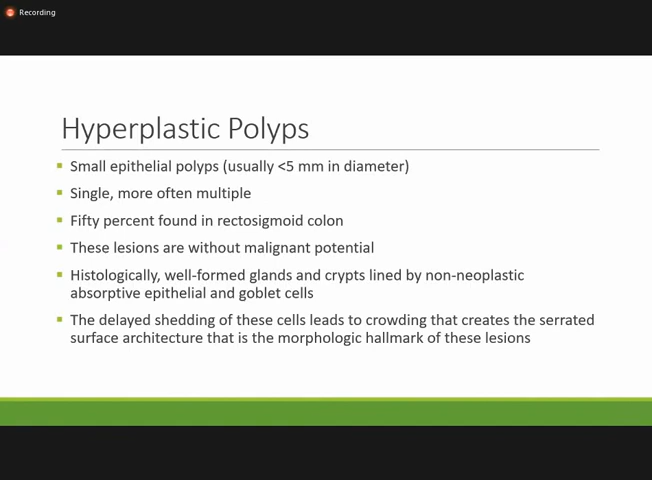 Recording
Hyperplastic Polyps
Small epithelial polyps (usually <5 mm in diameter)
Single, more often multiple
Fifty percent found in rectosigmoid colon
These lesions are without malignant potential
Histologically, well-formed glands and crypts lined by non-neoplastic
absorptive epithelial and goblet cells
The delayed shedding of these cells leads to crowding that creates the serrated
surface architecture that is the morphologic hallmark of these lesions